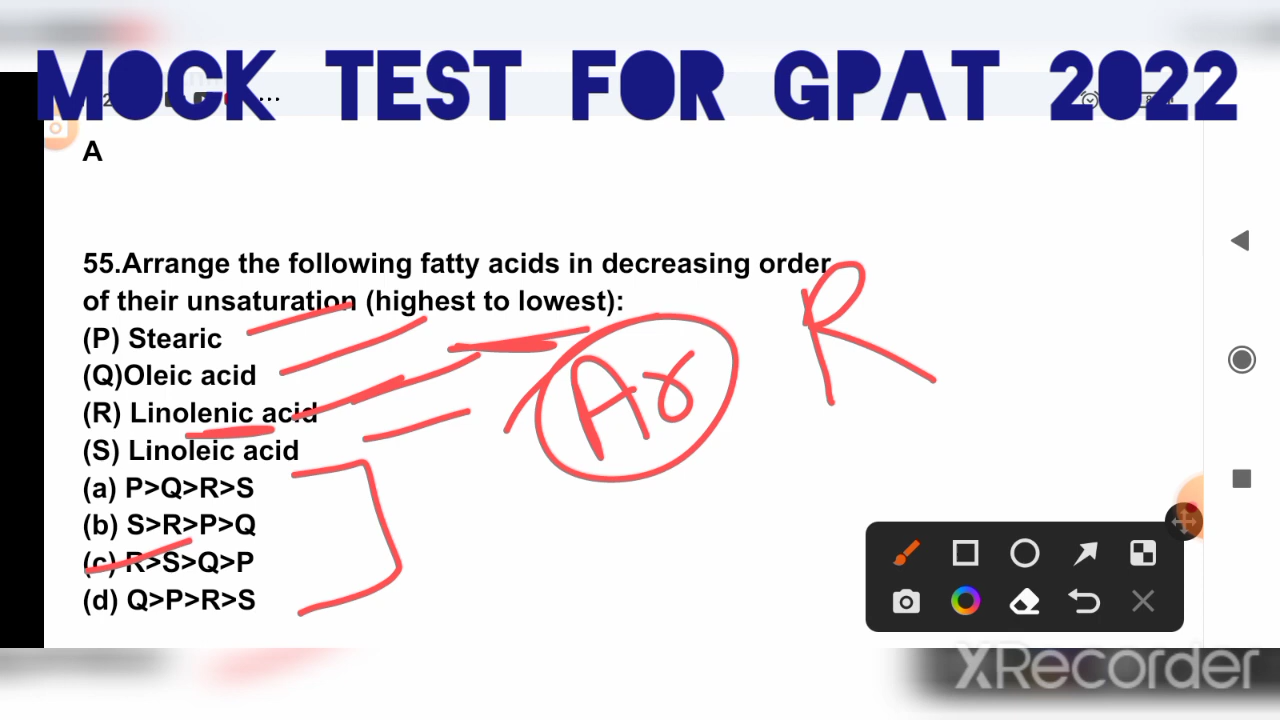 MOCK TEST FOR GPAT 2022
A
55.Arrange the following fatty acids in decreasing order
of their unsaturation (highest to lowest):
(P) Stearic
(Q)Oleic acid
(R) Linolenic acid
(S) Linoleic acid
(a) P>Q>R>S
(b) S>R>P>Q
(c) R>S>Q>P
(d) Q>P>R>S
Ar
R
XRecorder